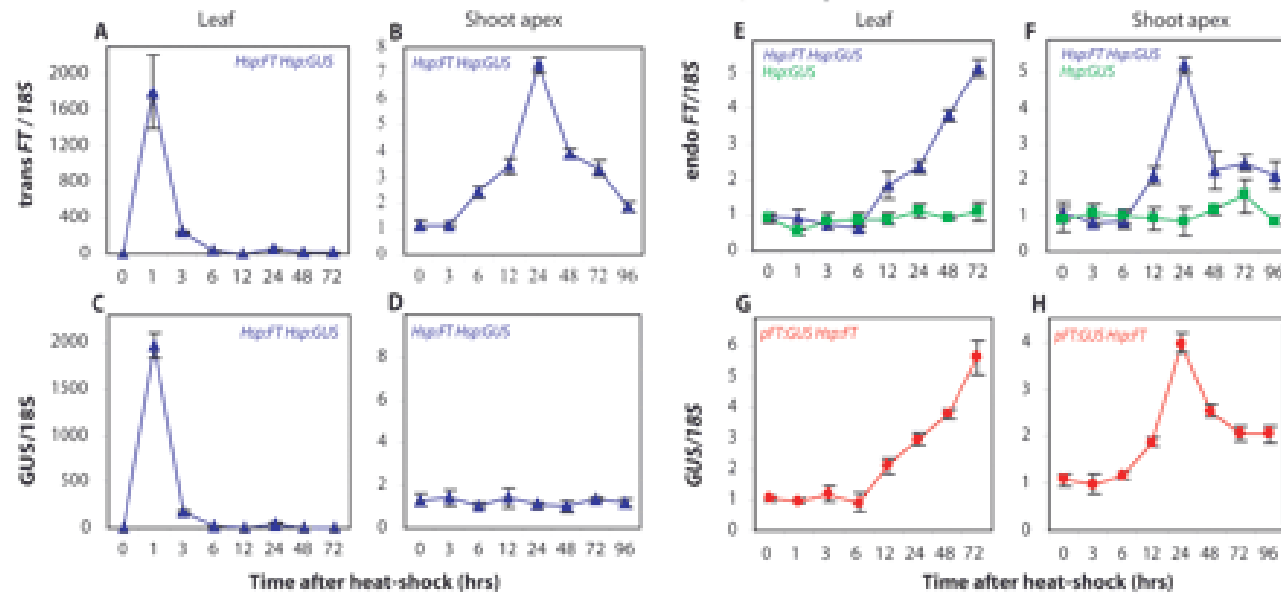 Leaf
Shoot apex
A
Hsp:FT Hsp:GUS
trans FT / 18S
2000
1600
1200
800
400
0
0 1 3 6 12 24 48 72
B
Hsp:FT Hsp:GUS
8
7
6
5
4
3
2
1
0
0 3 6 12 24 48 72 96
C
Hsp:FT Hsp:GUS
GUS/18S
2000
1500
1000
500
0
0 1 3 6 12 24 48 72
D
Hsp:FT Hsp:GUS
8
6
4
2
0
0 3 6 12 24 48 72 96
Time after heat-shock (hrs)
Leaf
Shoot apex
E
Hsp:FT Hsp:GUS
Hsp:GUS
endo FT/18S
5
4
3
2
1
0
0 1 3 6 12 24 48 72
F
Hsp:FT Hsp:GUS
Hsp:GUS
5
4
3
2
1
0
0 3 6 12 24 48 72 96
G
pFT:GUS Hsp:FT
GUS/18S
6
5
4
3
2
1
0
0 1 3 6 12 24 48 72
H
pFT:GUS Hsp:FT
4
3
2
1
0
0 3 6 12 24 48 72 96
Time after heat-shock (hrs)